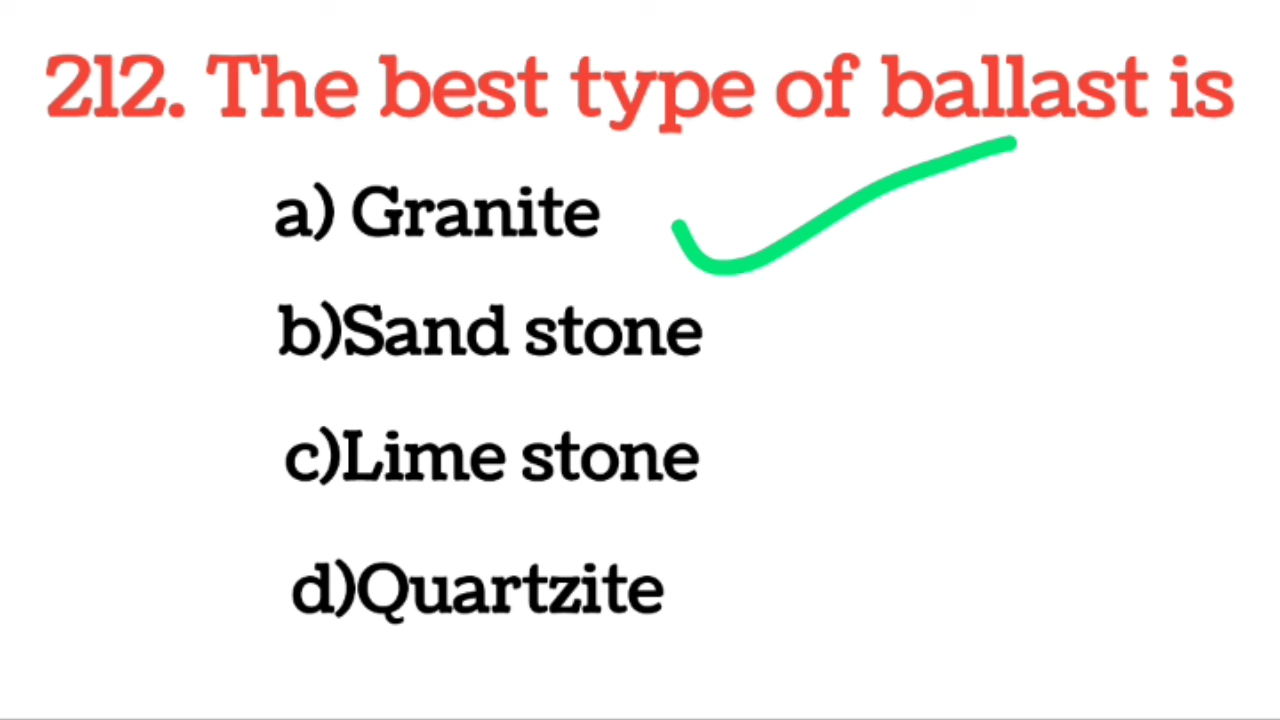 212. The best type of ballast is
a) Granite
b)Sand stone
c)Lime stone
d)Quartzite